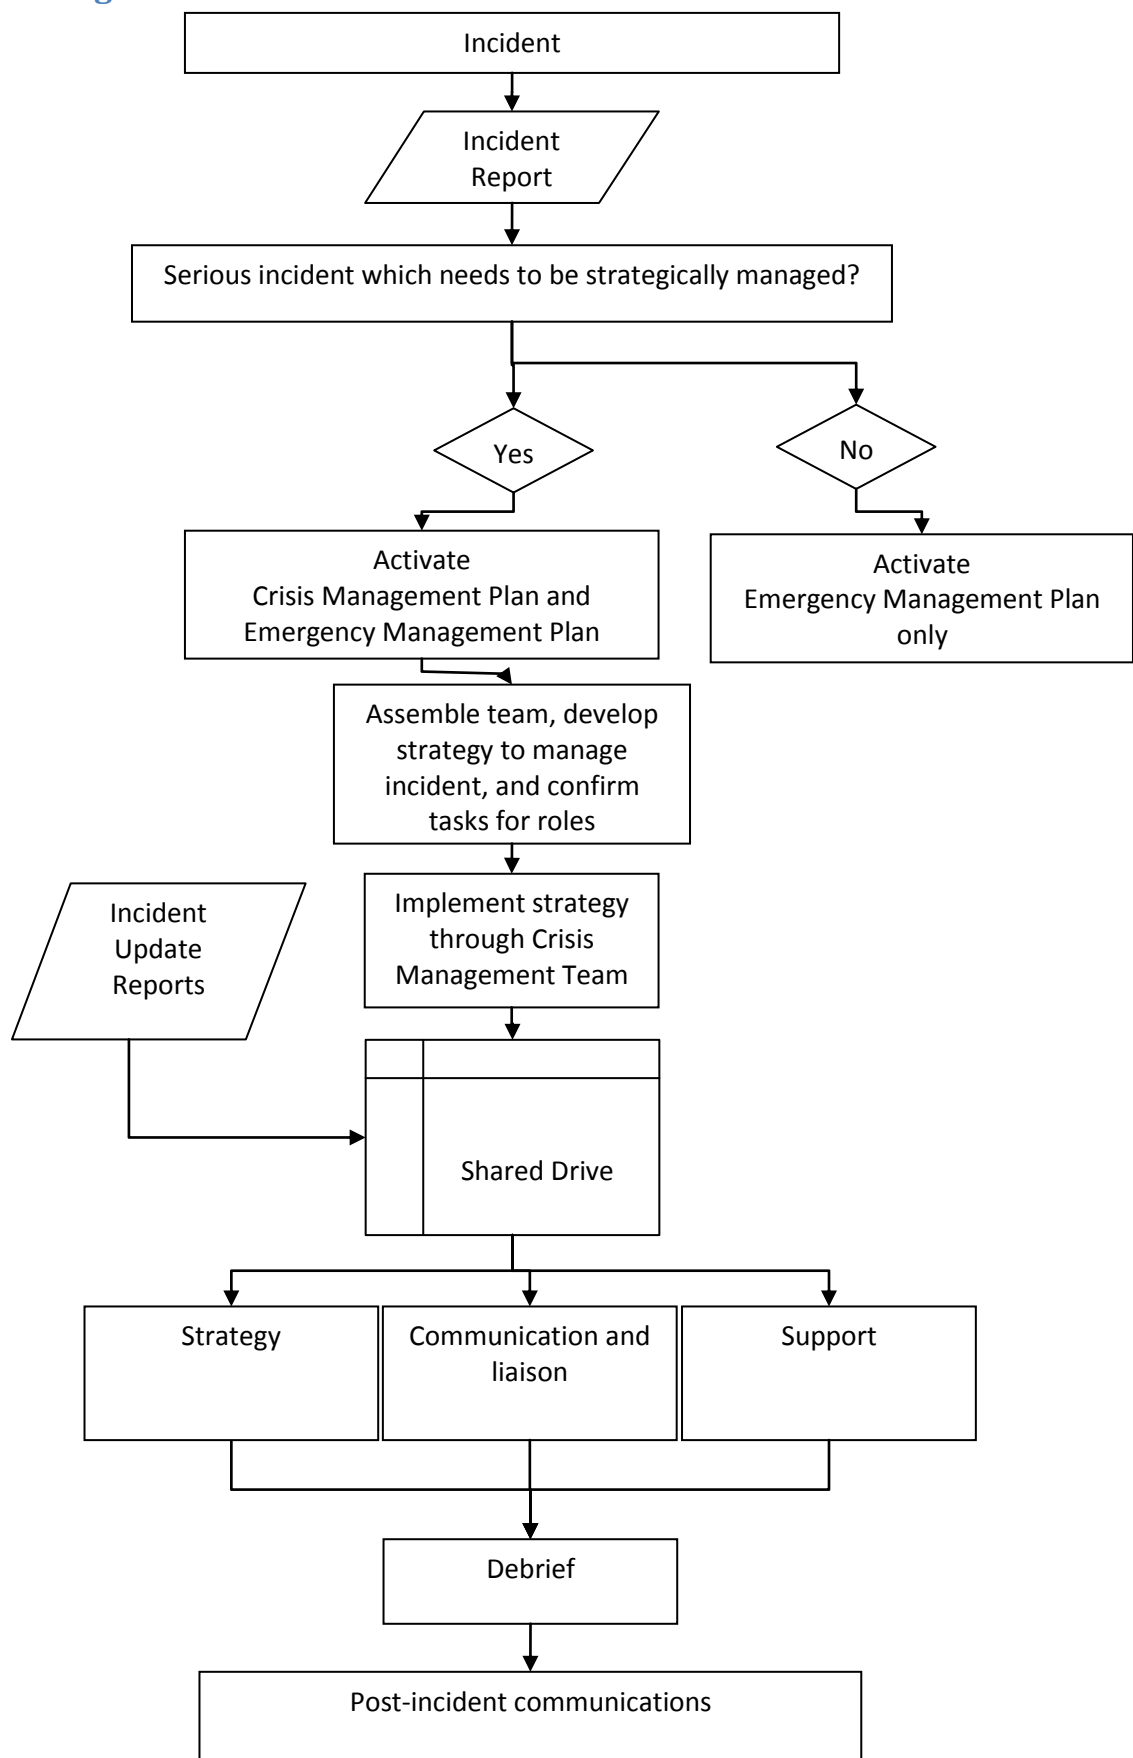 Incident
Incident
Report
Serious incident which needs to be strategically managed?
Yes
No
Activate
Crisis Management Plan and
Emergency Management Plan
Activate
Emergency Management Plan
only
Assemble team, develop
strategy to manage
incident, and confirm
tasks for roles
Implement strategy
through Crisis
Management Team
Incident
Update
Reports
Shared Drive
Strategy
Communication and
liaison
Support
Debrief
Post-incident communications